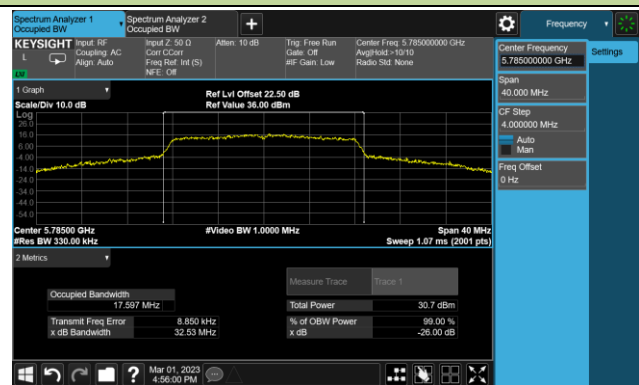 Spectrum Analyzer 1
Occupied BW
Spectrum Analyzer 2
Occupied BW
+
Frequency
KEYSIGHT
L
Input: RF
Coupling: AC
Align: Auto
Input Z: 50 Ω
Corr CCorr
Freq Ref: Int (S)
NFE: Off
Atten: 10 dB
Trig: Free Run
Gate: Off
#IF Gain: Low
Center Freq: 5.785000000 GHz
Avg|Hold:>10/10
Radio Std: None
Center Frequency
5.785000000 GHz
Settings
Span
40.000 MHz
CF Step
4.000000 MHz
Auto
Man
Freq Offset
0 Hz
1 Graph
Scale/Div 10.0 dB
Ref Lvl Offset 22.50 dB
Ref Value 36.00 dBm
Log
26.0
16.0
6.00
-4.00
-14.0
-24.0
-34.0
-44.0
-54.0
Center 5.78500 GHz
#Res BW 330.00 kHz
#Video BW 1.0000 MHz
Span 40 MHz
Sweep 1.07 ms (2001 pts)
2 Metrics
Measure Trace
Trace 1
Occupied Bandwidth
17.597 MHz
Total Power
30.7 dBm
Transmit Freq Error
8.850 kHz
% of OBW Power
99.00 %
x dB Bandwidth
32.53 MHz
x dB
-26.00 dB
?
Mar 01, 2023
4:56:00 PM